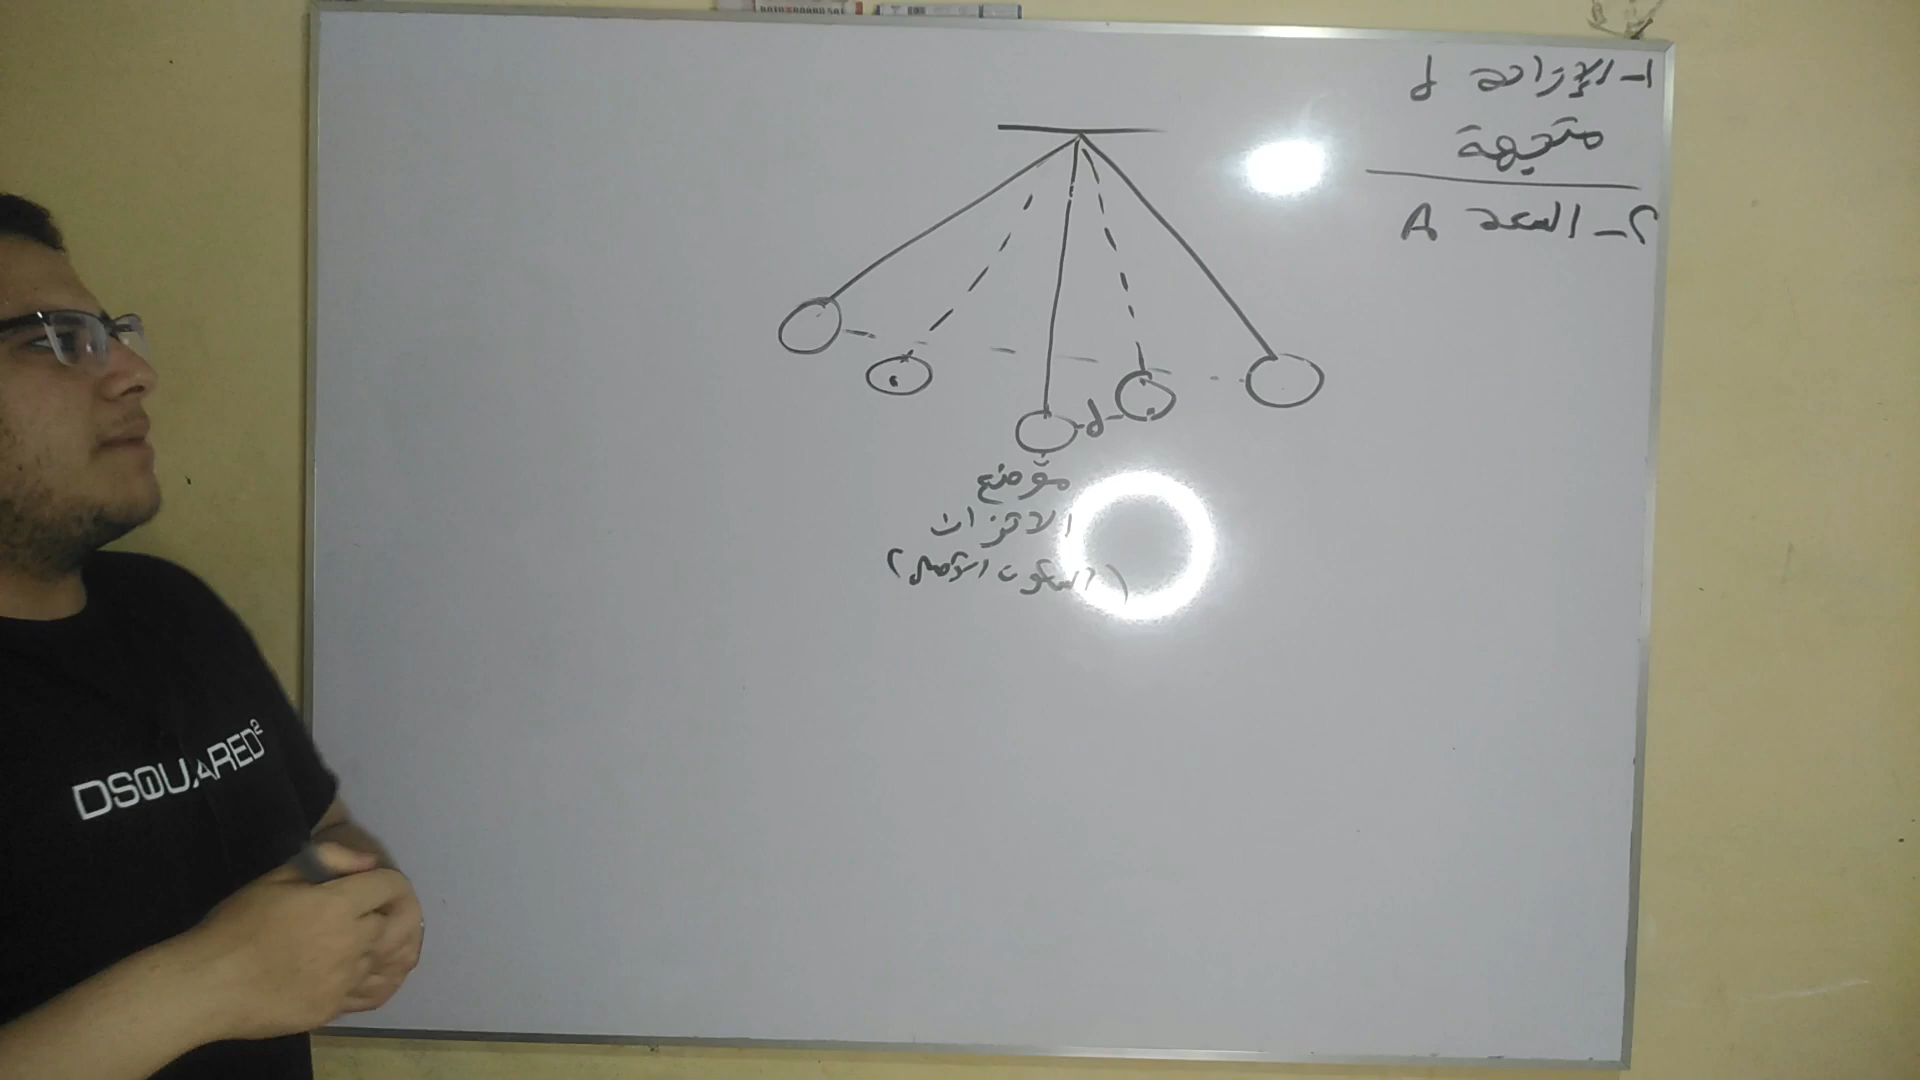 ١- الإزاحة d
متجهة
٢- السعة A
d
موضع
الاتزان
(السكون الأصلي)
DSQUARED²